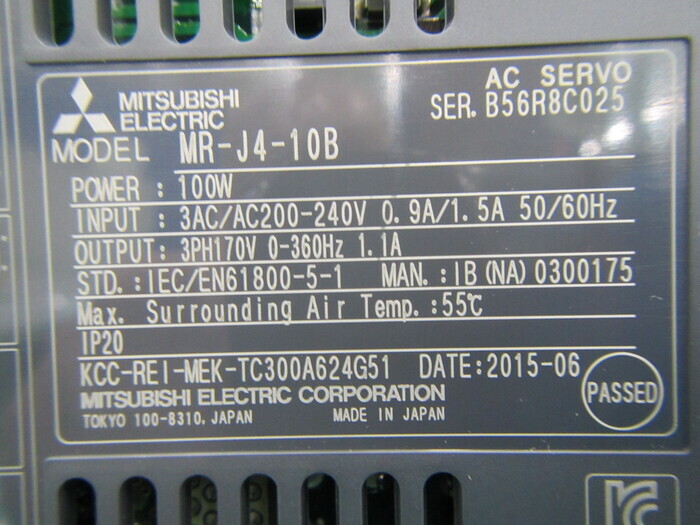 MITSUBISHI
ELECTRIC
AC SERVO
SER. B56R8C025
MODEL MR-J4-10B
POWER : 100W
INPUT : 3AC/AC200-240V 0.9A/1.5A 50/60Hz
OUTPUT: 3PH170V 0-360Hz 1.1A
STD.:IEC/EN61800-5-1 MAN.:IB(NA)0300175
Max. Surrounding Air Temp.:55℃
IP20
KCC-REI-MEK-TC300A624G51 DATE:2015-06
PASSED
MITSUBISHI ELECTRIC CORPORATION
TOKYO 100-8310, JAPAN MADE IN JAPAN